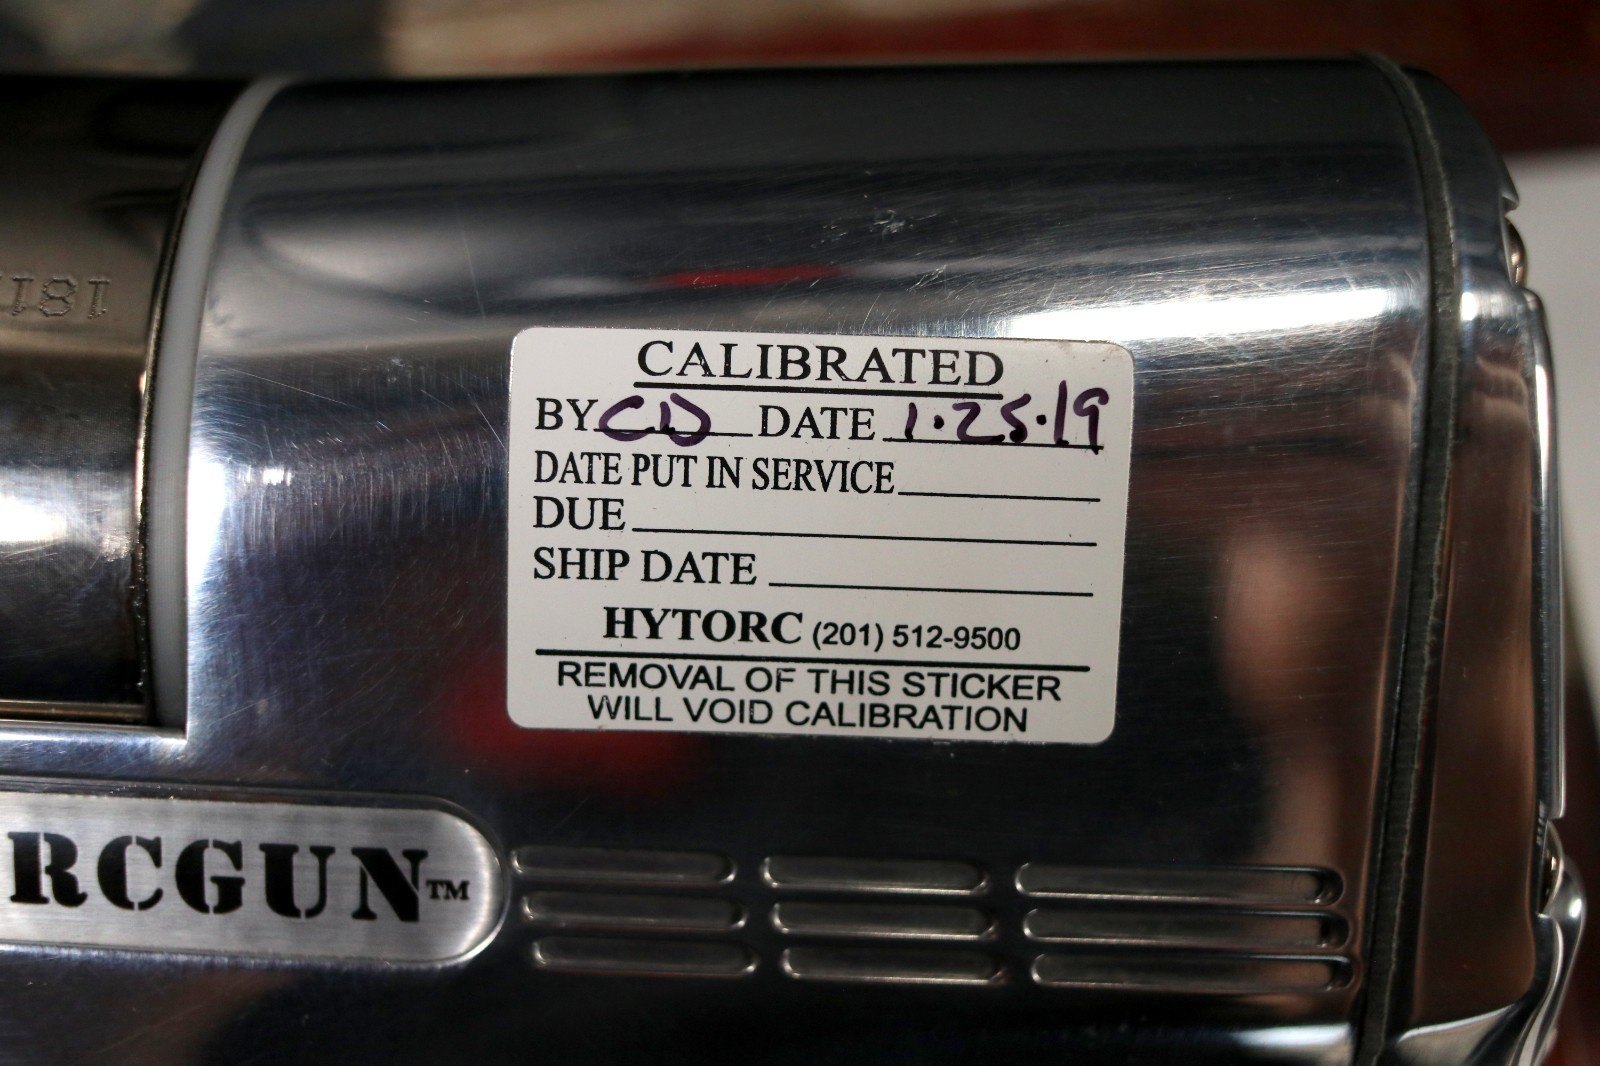 CALIBRATED
BY CD DATE 1·25·19
DATE PUT IN SERVICE
DUE
SHIP DATE
HYTORC (201) 512-9500
REMOVAL OF THIS STICKER
WILL VOID CALIBRATION
RCGUN™